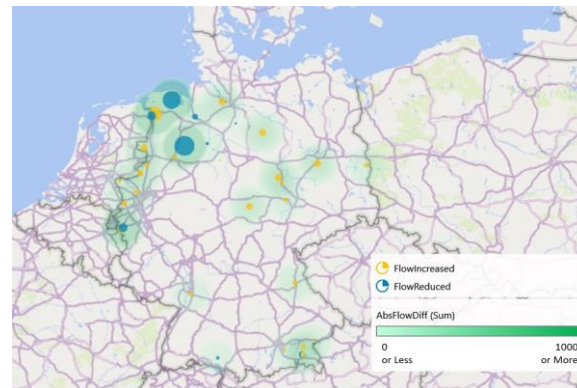 FlowIncreased
FlowReduced
AbsFlowDiff (Sum)
0 1000
or Less or More